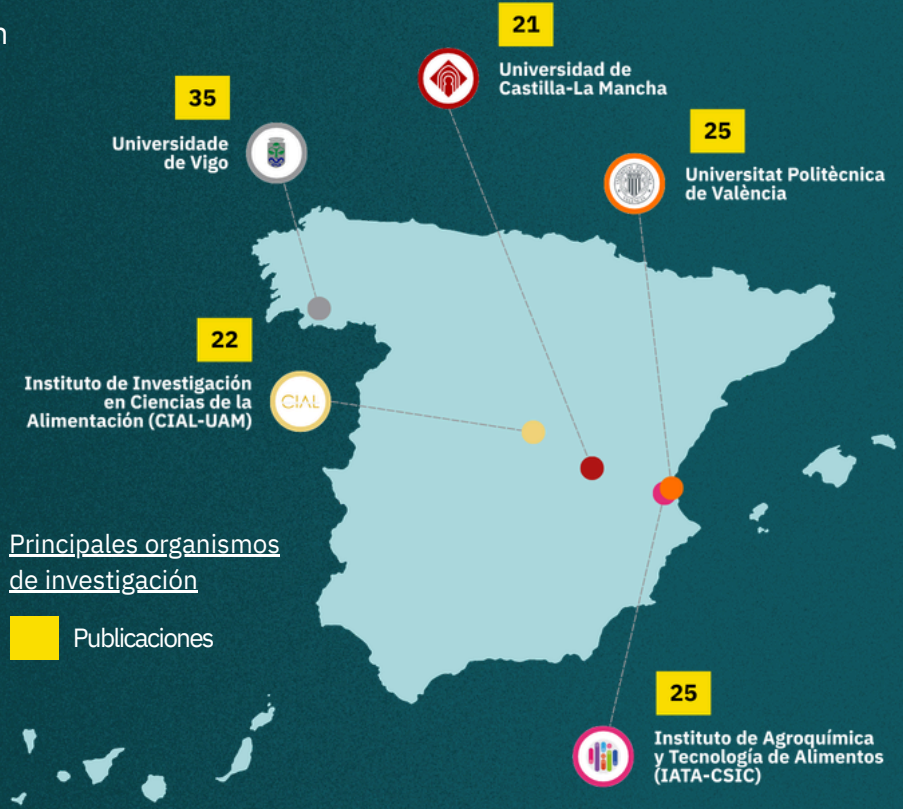 n
21
Universidad de
Castilla-La Mancha
35
Universidade
de Vigo
25
Universitat Politècnica
de València
22
Instituto de Investigación
en Ciencias de la
Alimentación (CIAL-UAM)
CIAL
Principales organismos
de investigación
Publicaciones
25
Instituto de Agroquímica
y Tecnología de Alimentos
(IATA-CSIC)